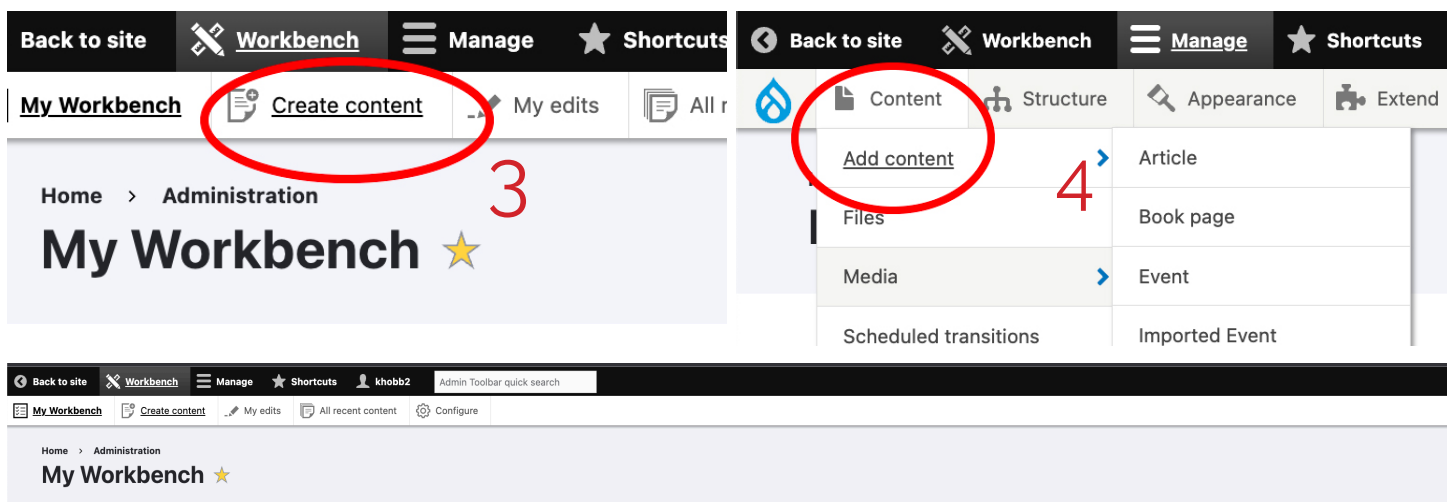 Back to site Workbench Manage Shortcuts
My Workbench Create content My edits All r
3
Home > Administration
My Workbench
Back to site Workbench Manage Shortcuts
Content Structure Appearance Extend
Add content Article
4
Files Book page
Media Event
Scheduled transitions Imported Event
Back to site Workbench Manage Shortcuts khobb2 Admin Toolbar quick search
My Workbench Create content My edits All recent content Configure
Home > Administration
My Workbench